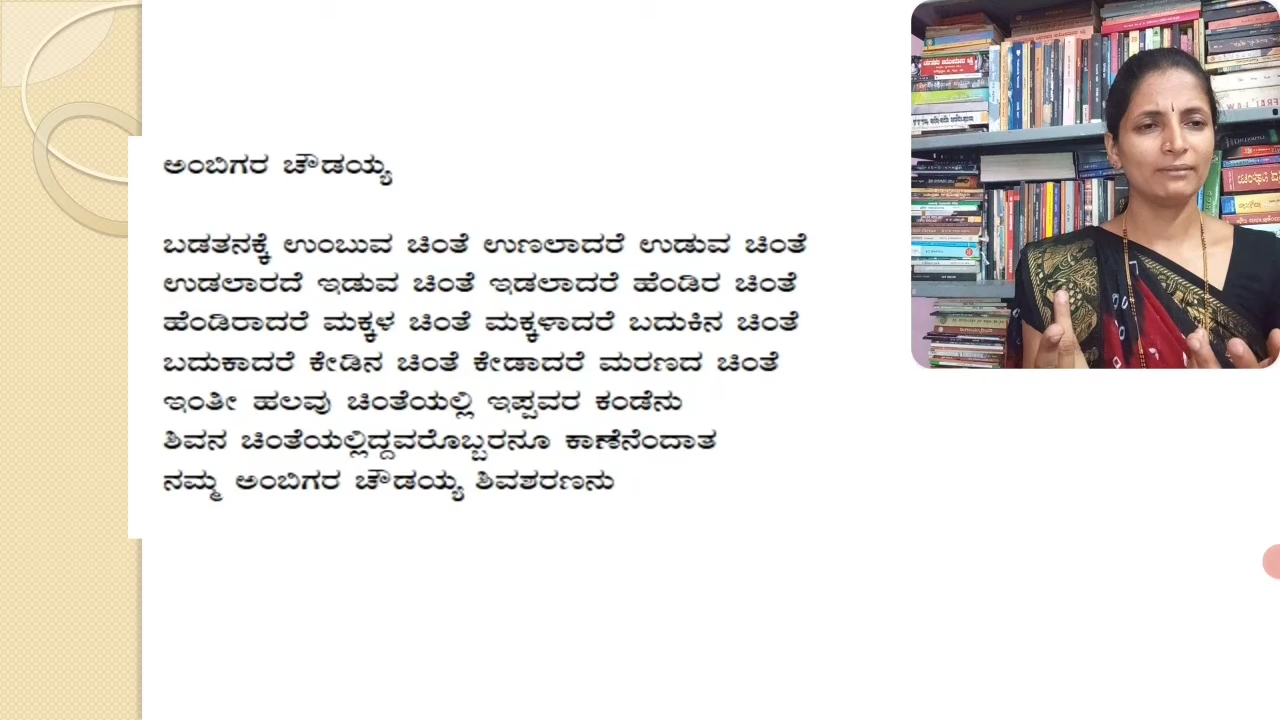 ಅಂಬಿಗರ ಚೌಡಯ್ಯ
ಬಡತನಕ್ಕೆ ಉಂಬುವ ಚಿಂತೆ ಉಣಲಾದರೆ ಉಡುವ ಚಿಂತೆ
ಉಡಲಾರದೆ ಇಡುವ ಚಿಂತೆ ಇಡಲಾದರೆ ಹೆಂಡಿರ ಚಿಂತೆ
ಹೆಂಡಿರಾದರೆ ಮಕ್ಕಳ ಚಿಂತೆ ಮಕ್ಕಳಾದರೆ ಬದುಕಿನ ಚಿಂತೆ
ಬದುಕಾದರೆ ಕೇಡಿನ ಚಿಂತೆ ಕೇಡಾದರೆ ಮರಣದ ಚಿಂತೆ
ಇಂತೀ ಹಲವು ಚಿಂತೆಯಲ್ಲಿ ಇಪ್ಪವರ ಕಂಡೆನು
ಶಿವನ ಚಿಂತೆಯಲ್ಲಿದ್ದವರೊಬ್ಬರನೂ ಕಾಣೆನೆಂದಾತ
ನಮ್ಮ ಅಂಬಿಗರ ಚೌಡಯ್ಯ ಶಿವಶರಣನು